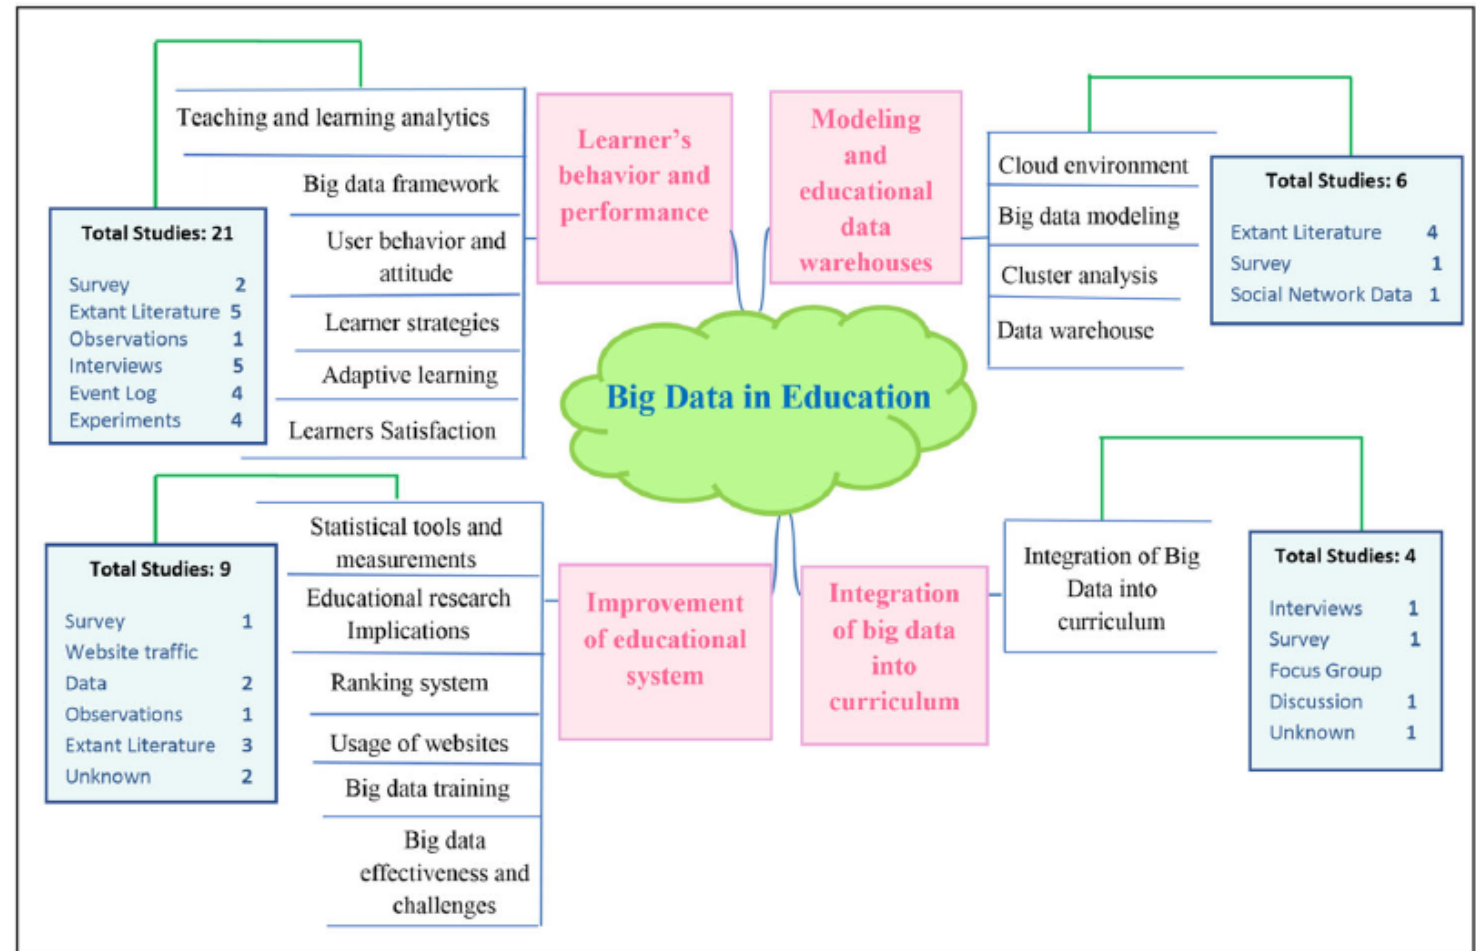 Teaching and learning analytics
Big data framework
User behavior and
attitude
Learner strategies
Adaptive learning
Learners Satisfaction
Total Studies: 21
Survey 2
Extant Literature 5
Observations 1
Interviews 5
Event Log 4
Experiments 4
Learner's
behavior and
performance
Modeling
and
educational
data
warehouses
Cloud environment
Big data modeling
Cluster analysis
Data warehouse
Total Studies: 6
Extant Literature 4
Survey 1
Social Network Data 1
Big Data in Education
Total Studies: 9
Survey 1
Website traffic
Data 2
Observations 1
Extant Literature 3
Unknown 2
Statistical tools and
measurements
Educational research
Implications
Ranking system
Usage of websites
Big data training
Big data
effectiveness and
challenges
Improvement
of educational
system
Integration
of big data
into
curriculum
Integration of Big
Data into
curriculum
Total Studies: 4
Interviews 1
Survey 1
Focus Group
Discussion 1
Unknown 1